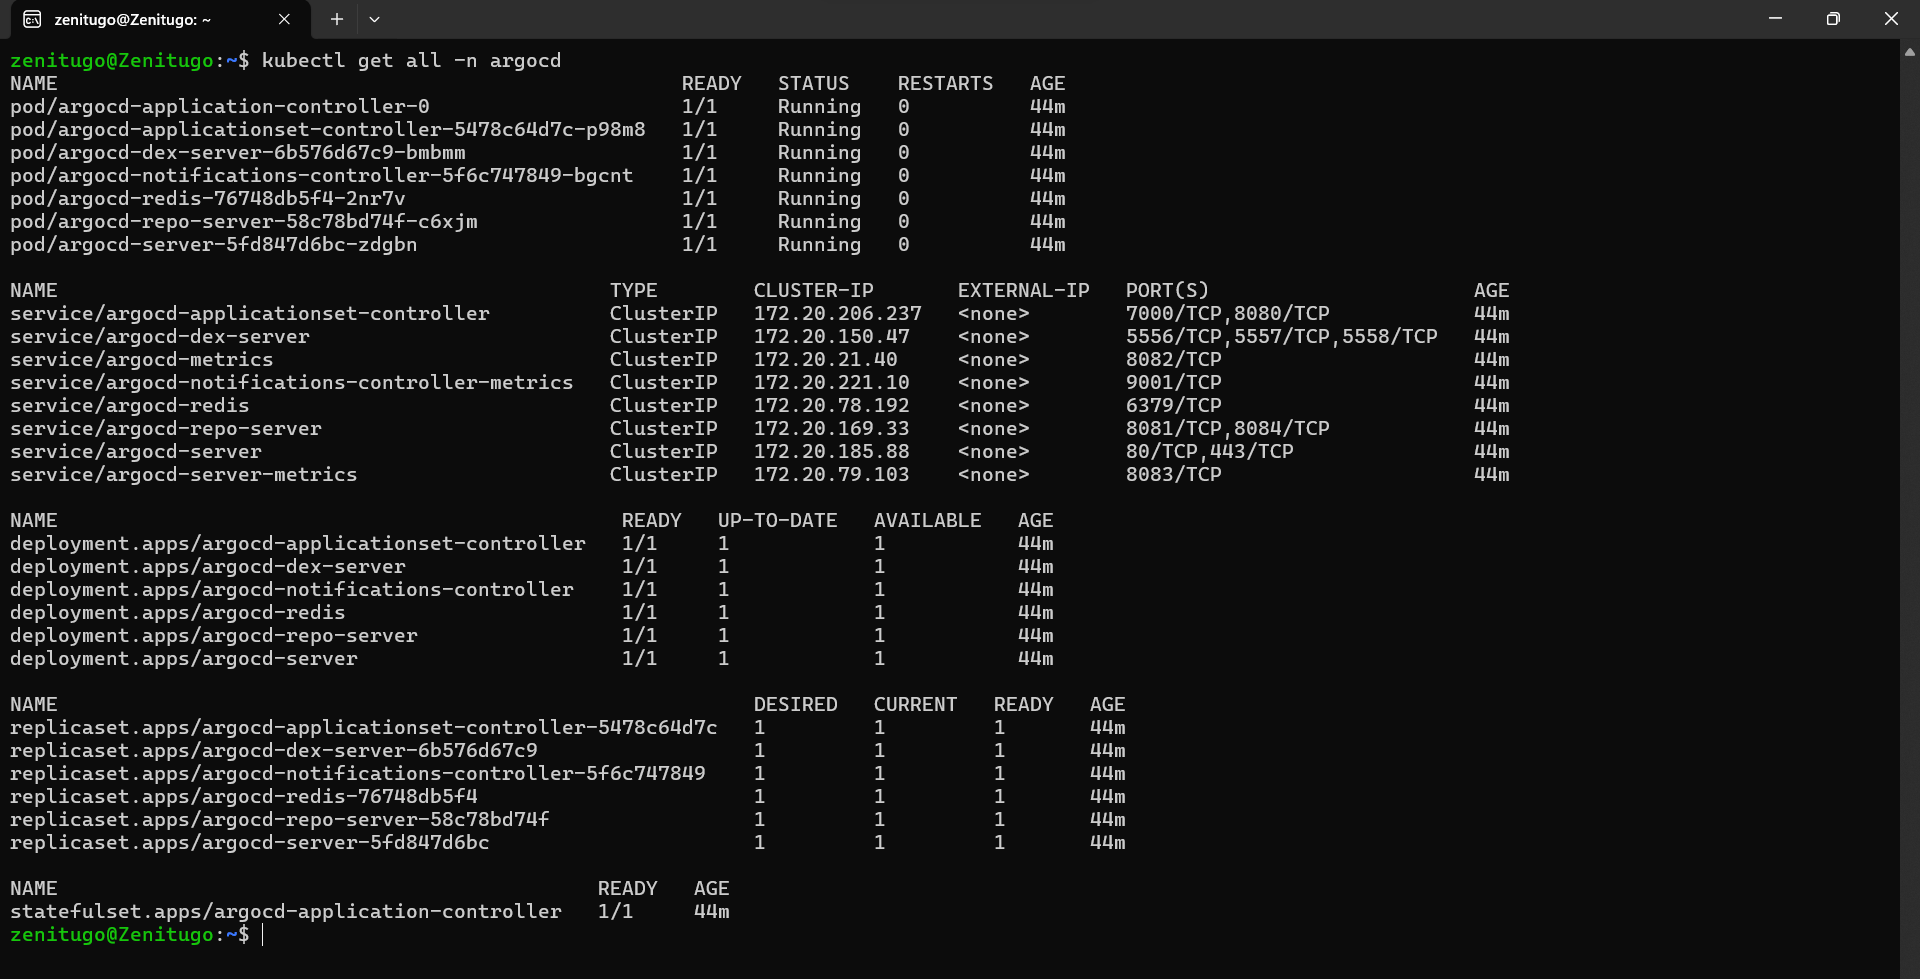 zenitugo@Zenitugo: ~
zenitugo@Zenitugo:~$ kubectl get all -n argocd
NAME READY STATUS RESTARTS AGE
pod/argocd-application-controller-0 1/1 Running 0 44m
pod/argocd-applicationset-controller-5478c64d7c-p98m8 1/1 Running 0 44m
pod/argocd-dex-server-6b576d67c9-bmbmm 1/1 Running 0 44m
pod/argocd-notifications-controller-5f6c747849-bgcnt 1/1 Running 0 44m
pod/argocd-redis-76748db5f4-2nr7v 1/1 Running 0 44m
pod/argocd-repo-server-58c78bd74f-c6xjm 1/1 Running 0 44m
pod/argocd-server-5fd847d6bc-zdgbn 1/1 Running 0 44m
NAME TYPE CLUSTER-IP EXTERNAL-IP PORT(S) AGE
service/argocd-applicationset-controller ClusterIP 172.20.206.237 <none> 7000/TCP,8080/TCP 44m
service/argocd-dex-server ClusterIP 172.20.150.47 <none> 5556/TCP,5557/TCP,5558/TCP 44m
service/argocd-metrics ClusterIP 172.20.21.40 <none> 8082/TCP 44m
service/argocd-notifications-controller-metrics ClusterIP 172.20.221.10 <none> 9001/TCP 44m
service/argocd-redis ClusterIP 172.20.78.192 <none> 6379/TCP 44m
service/argocd-repo-server ClusterIP 172.20.169.33 <none> 8081/TCP,8084/TCP 44m
service/argocd-server ClusterIP 172.20.185.88 <none> 80/TCP,443/TCP 44m
service/argocd-server-metrics ClusterIP 172.20.79.103 <none> 8083/TCP 44m
NAME READY UP-TO-DATE AVAILABLE AGE
deployment.apps/argocd-applicationset-controller 1/1 1 1 44m
deployment.apps/argocd-dex-server 1/1 1 1 44m
deployment.apps/argocd-notifications-controller 1/1 1 1 44m
deployment.apps/argocd-redis 1/1 1 1 44m
deployment.apps/argocd-repo-server 1/1 1 1 44m
deployment.apps/argocd-server 1/1 1 1 44m
NAME DESIRED CURRENT READY AGE
replicaset.apps/argocd-applicationset-controller-5478c64d7c 1 1 1 44m
replicaset.apps/argocd-dex-server-6b576d67c9 1 1 1 44m
replicaset.apps/argocd-notifications-controller-5f6c747849 1 1 1 44m
replicaset.apps/argocd-redis-76748db5f4 1 1 1 44m
replicaset.apps/argocd-repo-server-58c78bd74f 1 1 1 44m
replicaset.apps/argocd-server-5fd847d6bc 1 1 1 44m
NAME READY AGE
statefulset.apps/argocd-application-controller 1/1 44m
zenitugo@Zenitugo:~$